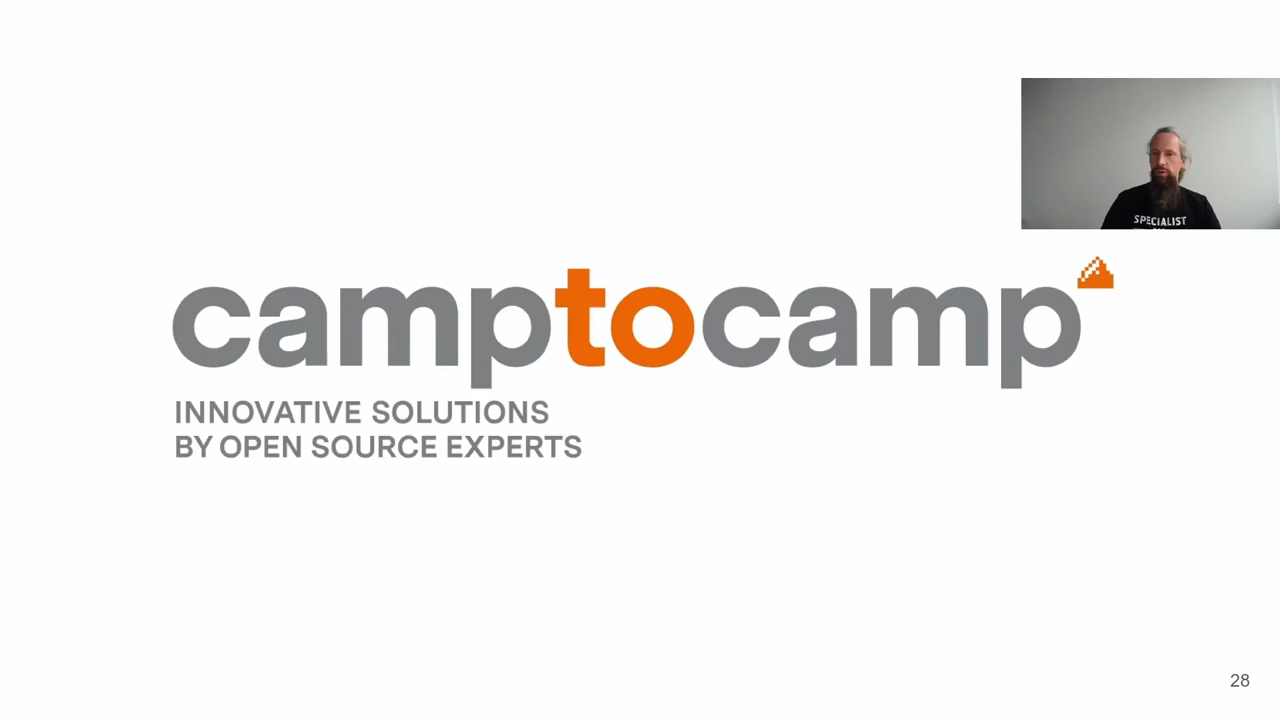 SPECIALIST
camptocamp
INNOVATIVE SOLUTIONS
BY OPEN SOURCE EXPERTS
28